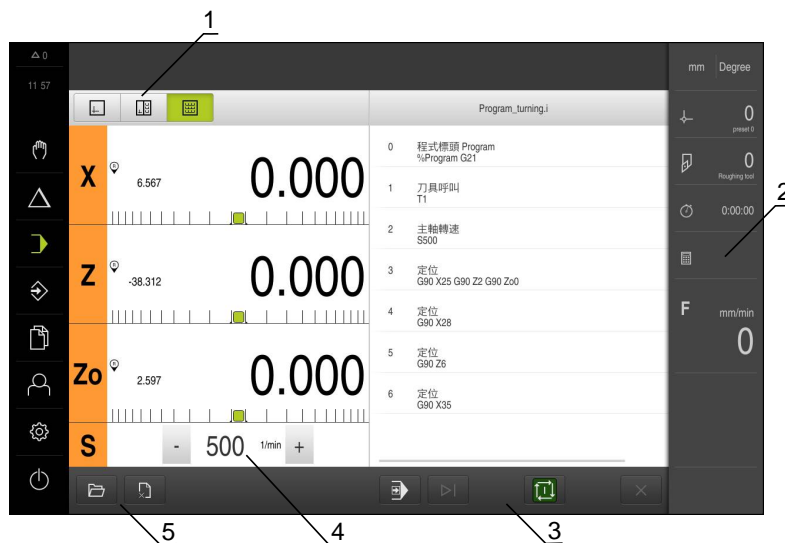 1
0
11 57
mm Degree
Program_turning.i
0
preset 0
X
R
6.567
0.000
0 程式標頭 Program
%Program G21
1 刀具呼叫
T1
0
Roughing tool
2
2 主軸轉速
S500
0:00:00
Z
R
-38.312
0.000
3 定位
G90 X25 G90 Z2 G90 Zo0
4 定位
G90 X28
F mm/min
0
Zo
R
2.597
0.000
5 定位
G90 Z6
6 定位
G90 X35
S
- 500 1/min +
5
4
3